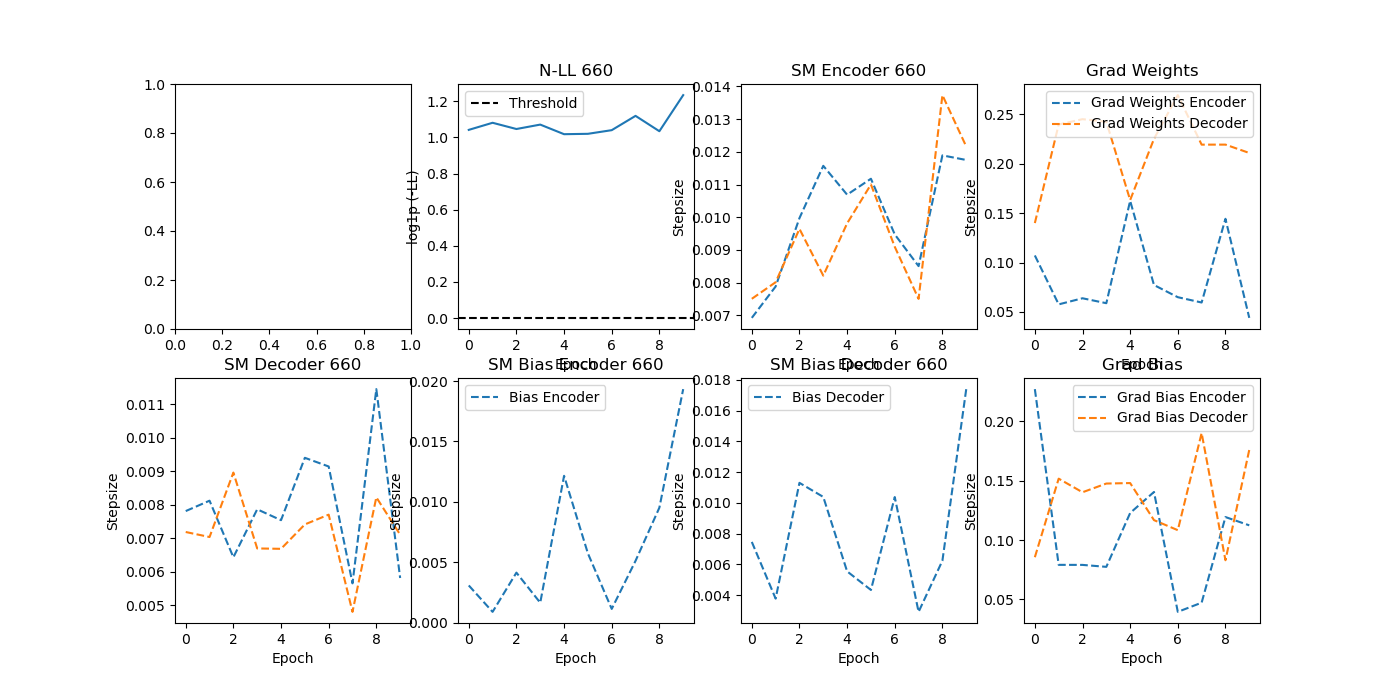 N-LL 660
SM Encoder 660
Grad Weights
1.0
0.8
0.6
0.4
0.2
0.0
0.0 0.2 0.4 0.6 0.8 1.0
log1p (-LL)
1.2
1.0
0.8
0.6
0.4
0.2
0.0
Threshold
0 2 4 6 8
Epoch
Stepsize
0.014
0.013
0.012
0.011
0.010
0.009
0.008
0.007
0 2 4 6 8
Epoch
Stepsize
0.25
0.20
0.15
0.10
0.05
Grad Weights Encoder
Grad Weights Decoder
0 2 4 6 8
Epoch
SM Decoder 660
SM Bias Encoder 660
SM Bias Decoder 660
Grad Bias
Stepsize
0.011
0.010
0.009
0.008
0.007
0.006
0.005
0 2 4 6 8
Epoch
Stepsize
0.020
0.015
0.010
0.005
0.000
Bias Encoder
0 2 4 6 8
Epoch
Stepsize
0.018
0.016
0.014
0.012
0.010
0.008
0.006
0.004
Bias Decoder
0 2 4 6 8
Epoch
Stepsize
0.20
0.15
0.10
0.05
Grad Bias Encoder
Grad Bias Decoder
0 2 4 6 8
Epoch